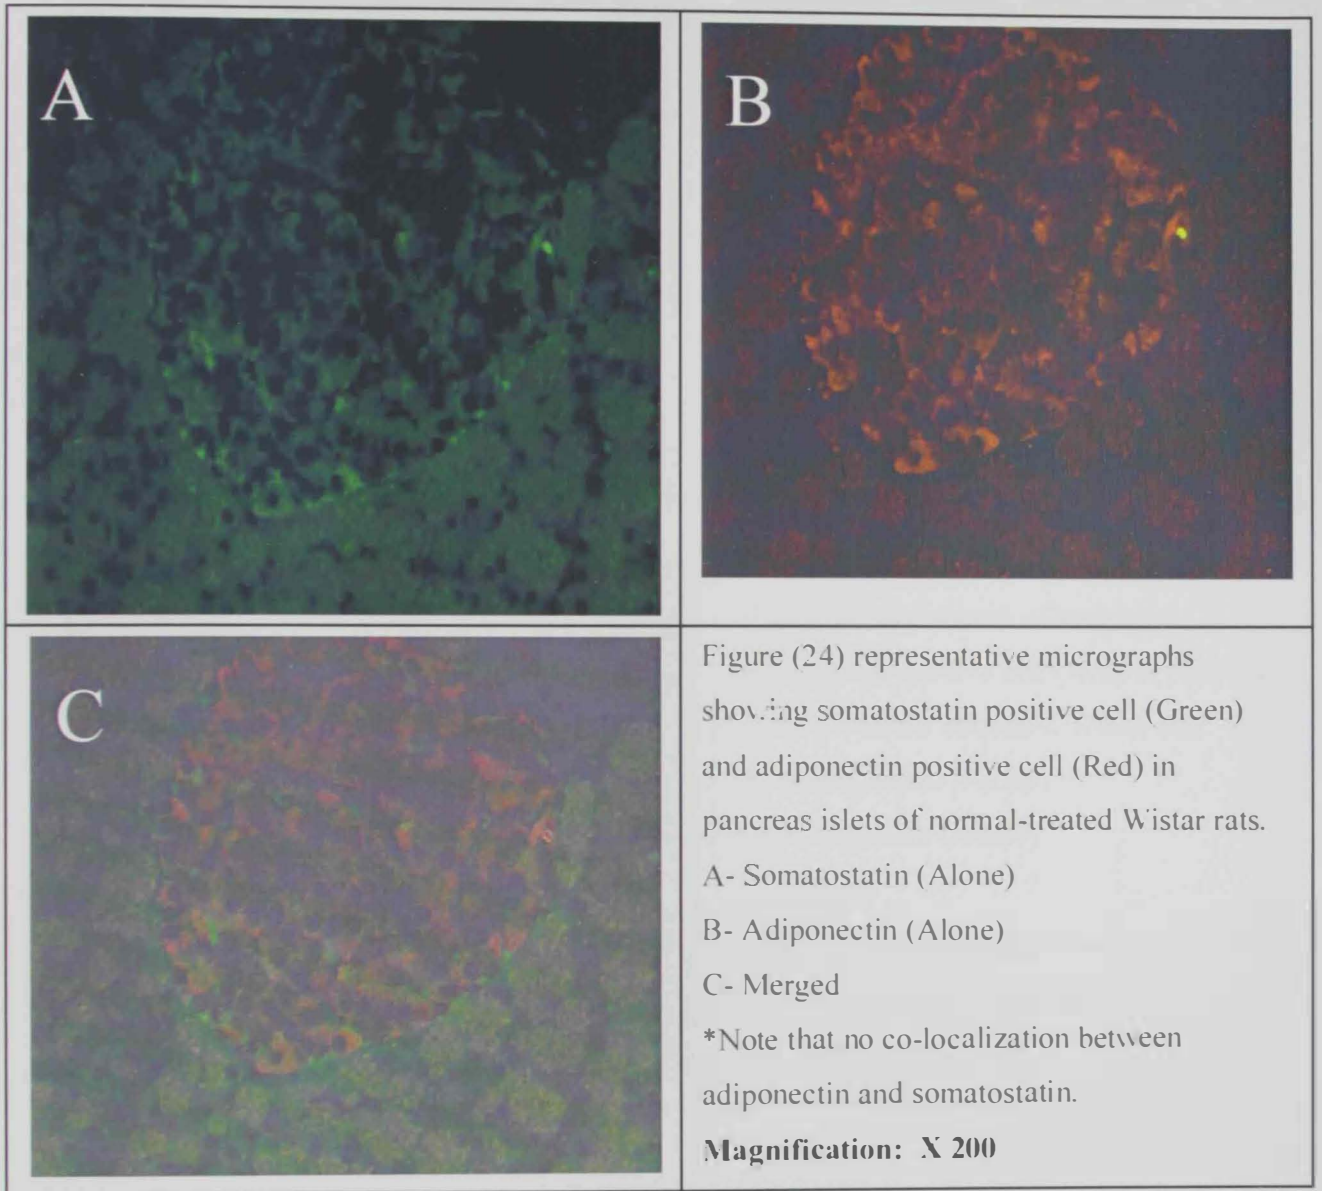 A
B
C
Figure (24) representative micrographs
showing somatostatin positive cell (Green)
and adiponectin positive cell (Red) in
pancreas islets of normal-treated Wistar rats.
A- Somatostatin (Alone)
B- Adiponectin (Alone)
C- Merged
*Note that no co-localization between
adiponectin and somatostatin.
Magnification: X 200